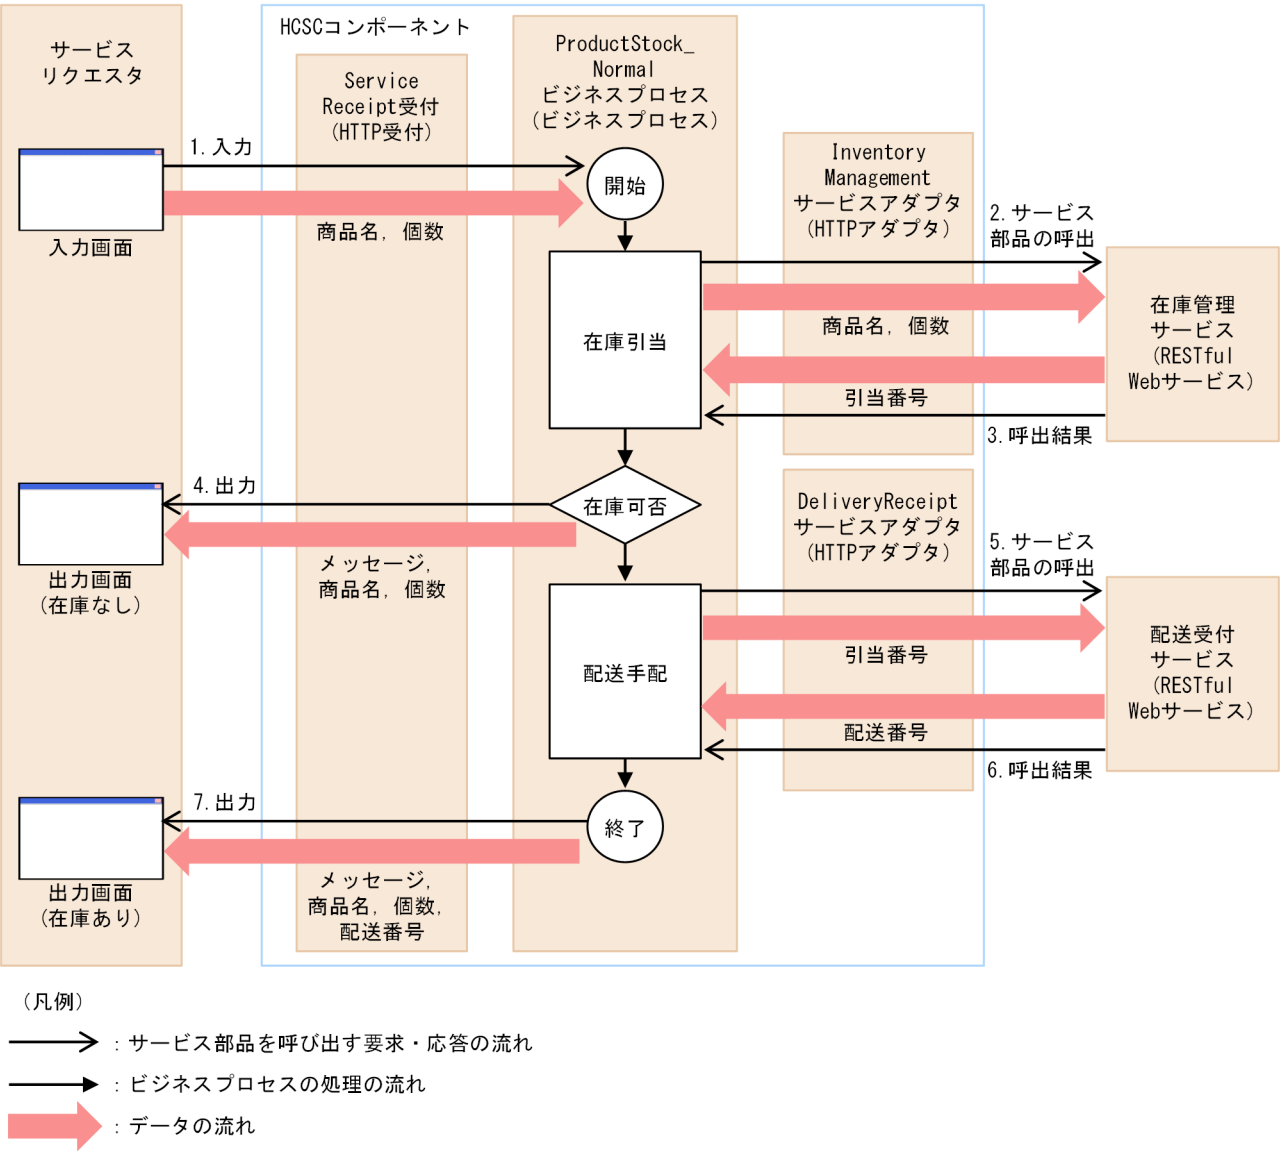 サービス
リクエスタ
HCSCコンポーネント
Service
Receipt受付
(HTTP受付)
ProductStock_
Normal
ビジネスプロセス
(ビジネスプロセス)
1.入力
開始
商品名, 個数
入力画面
Inventory
Management
サービスアダプタ
(HTTPアダプタ)
2.サービス
部品の呼出
在庫引当
商品名, 個数
在庫管理
サービス
(RESTful
Webサービス)
引当番号
3.呼出結果
4.出力
在庫可否
メッセージ,
商品名, 個数
出力画面
(在庫なし)
DeliveryReceipt
サービスアダプタ
(HTTPアダプタ)
5.サービス
部品の呼出
配送手配
引当番号
配送受付
サービス
(RESTful
Webサービス)
配送番号
6.呼出結果
7.出力
終了
メッセージ,
商品名, 個数,
配送番号
出力画面
(在庫あり)
(凡例)
: サービス部品を呼び出す要求・応答の流れ
: ビジネスプロセスの処理の流れ
: データの流れ